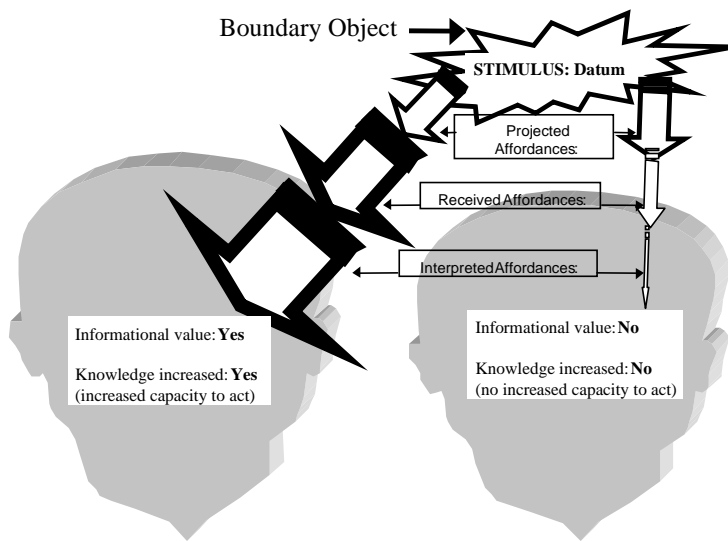 Boundary Object
STIMULUS: Datum
Projected
Affordances:
Received Affordances:
Interpreted Affordances:
Informational value: Yes
Knowledge increased: Yes
(increased capacity to act)
Informational value: No
Knowledge increased: No
(no increased capacity to act)